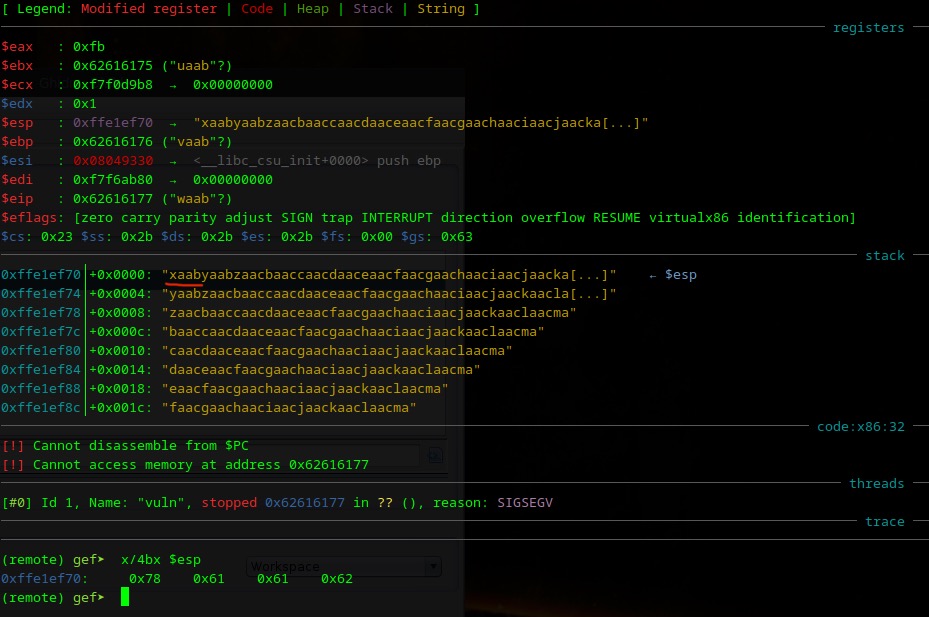 [ Legend: Modified register | Code | Heap | Stack | String ]
registers
$eax   : 0xfb
$ebx   : 0x62616175 ("uaab"?)
$ecx   : 0xf7f0d9b8  →  0x00000000
$edx   : 0x1
$esp   : 0xffe1ef70  →  "xaabyaabzaacbaaccaacdaaceaacfaacgaachaaciaacjaacka[...]"
$ebp   : 0x62616176 ("vaab"?)
$esi   : 0x08049330  →  <__libc_csu_init+0000> push ebp
$edi   : 0xf7f6ab80  →  0x00000000
$eip   : 0x62616177 ("waab"?)
$eflags: [zero carry parity adjust SIGN trap INTERRUPT direction overflow RESUME virtualx86 identification]
$cs: 0x23 $ss: 0x2b $ds: 0x2b $es: 0x2b $fs: 0x00 $gs: 0x63
stack
0xffe1ef70│+0x0000: "xaabyaabzaacbaaccaacdaaceaacfaacgaachaaciaacjaacka[...]"    ← $esp
0xffe1ef74│+0x0004: "yaabzaacbaaccaacdaaceaacfaacgaachaaciaacjaackaacla[...]"
0xffe1ef78│+0x0008: "zaacbaaccaacdaaceaacfaacgaachaaciaacjaackaaclaacma"
0xffe1ef7c│+0x000c: "baaccaacdaaceaacfaacgaachaaciaacjaackaaclaacma"
0xffe1ef80│+0x0010: "caacdaaceaacfaacgaachaaciaacjaackaaclaacma"
0xffe1ef84│+0x0014: "daaceaacfaacgaachaaciaacjaackaaclaacma"
0xffe1ef88│+0x0018: "eaacfaacgaachaaciaacjaackaaclaacma"
0xffe1ef8c│+0x001c: "faacgaachaaciaacjaackaaclaacma"
code:x86:32
[!] Cannot disassemble from $PC
[!] Cannot access memory at address 0x62616177
threads
[#0] Id 1, Name: "vuln", stopped 0x62616177 in ?? (), reason: SIGSEGV
trace
(remote) gef➤  x/4bx $esp
Workspace
0xffe1ef70:     0x78    0x61    0x61    0x62
(remote) gef➤